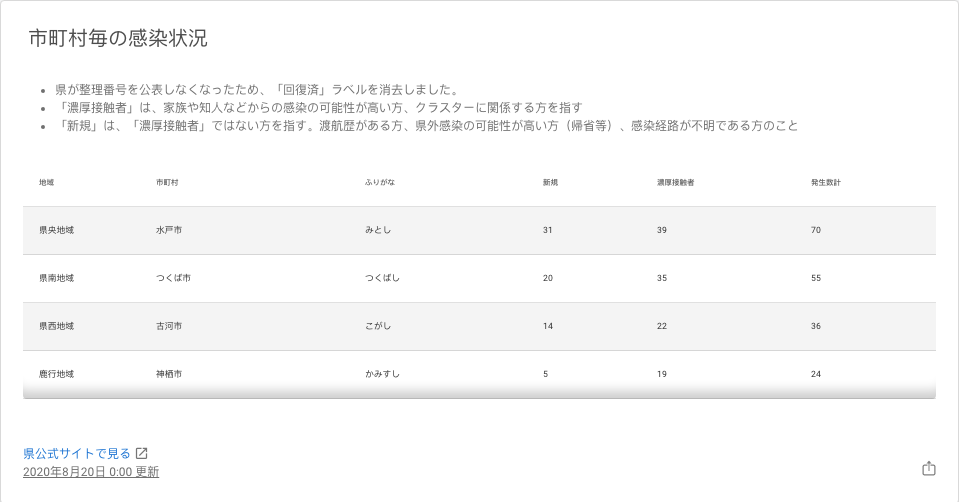 市町村毎の感染状況
県が整理番号を公表しなくなったため、「回復済」ラベルを消去しました。
「濃厚接触者」は、家族や知人などからの感染の可能性が高い方、クラスターに関係する方を指す
「新規」は、「濃厚接触者」ではない方を指す。渡航歴がある方、県外感染の可能性が高い方（帰省等）、感染経路が不明である方のこと
地域 市町村 ふりがな 新規 濃厚接触者 発生数計
県央地域 水戸市 みとし 31 39 70
県南地域 つくば市 つくばし 20 35 55
県西地域 古河市 こがし 14 22 36
鹿行地域 神栖市 かみすし 5 19 24
県公式サイトで見る
2020年8月20日 0:00 更新